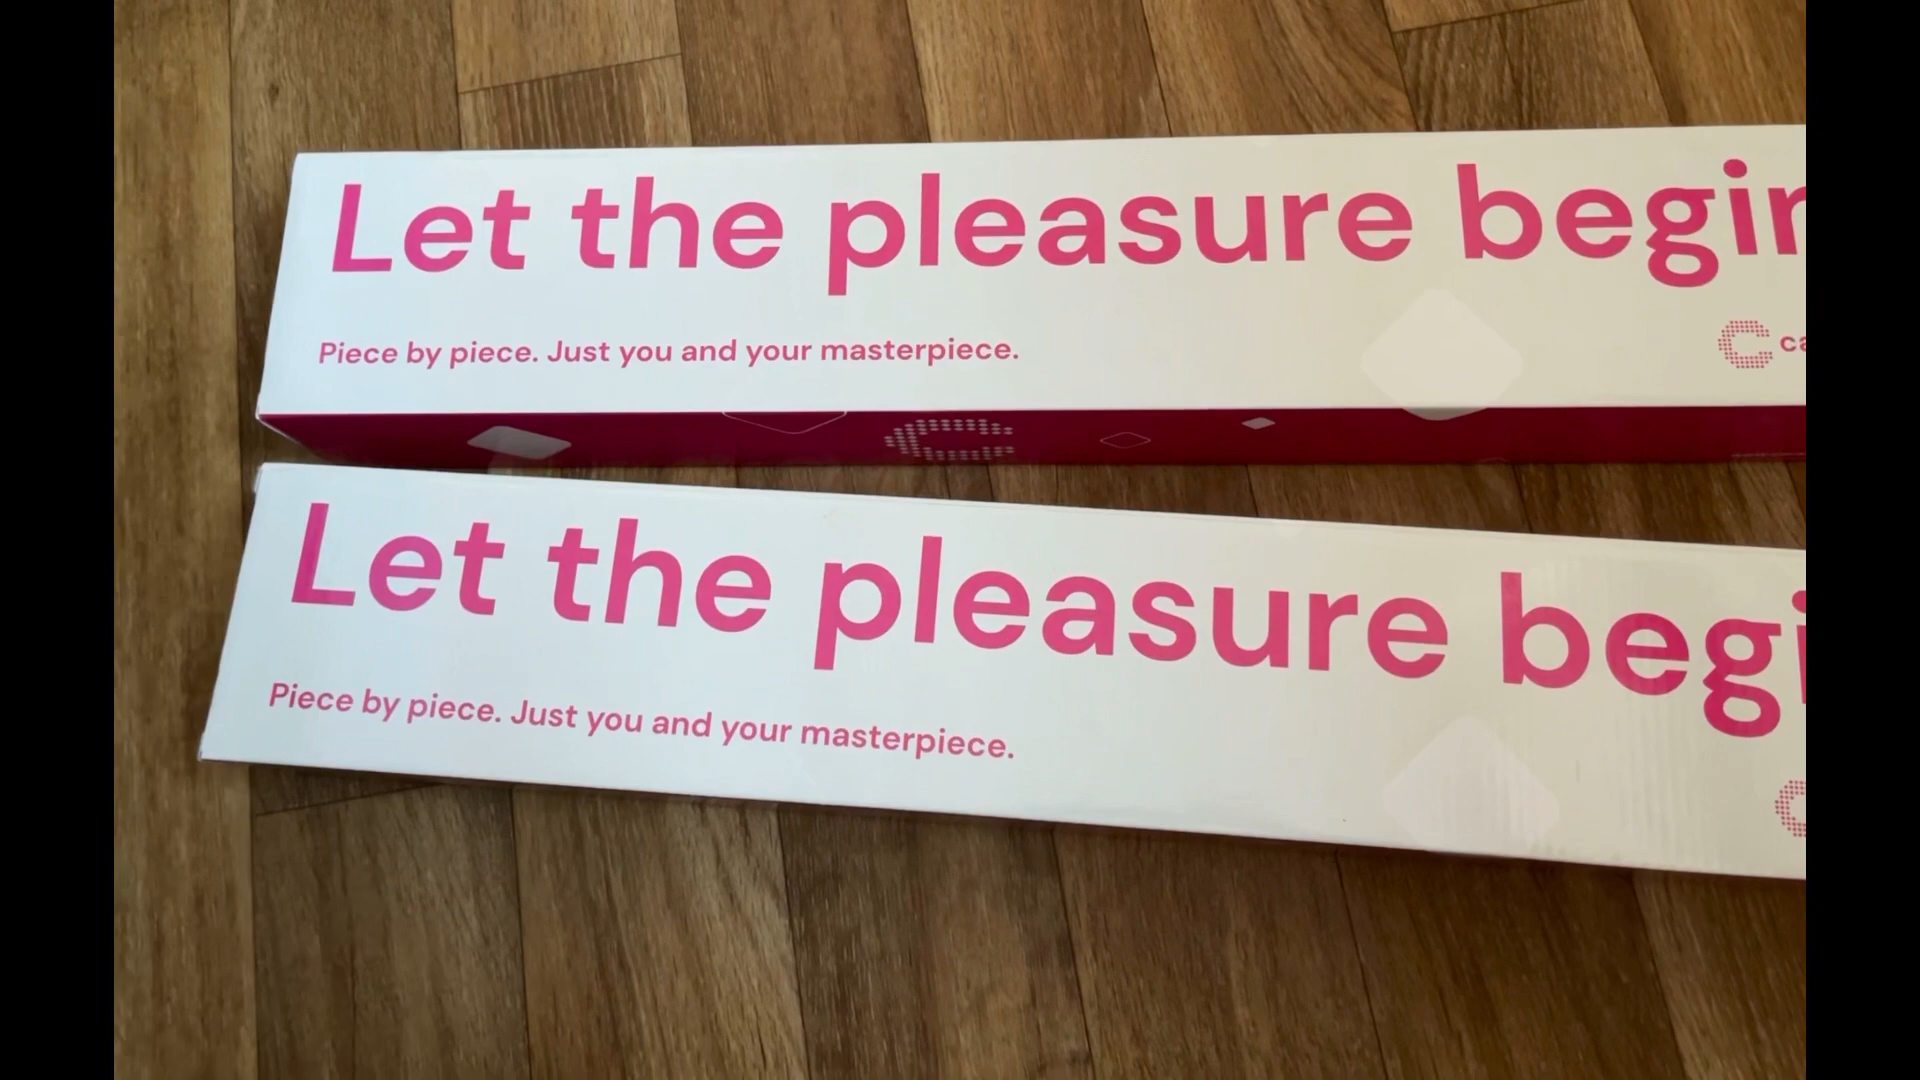 Let the pleasure begin
Piece by piece. Just you and your masterpiece.
Let the pleasure begi
Piece by piece. Just you and your masterpiece.